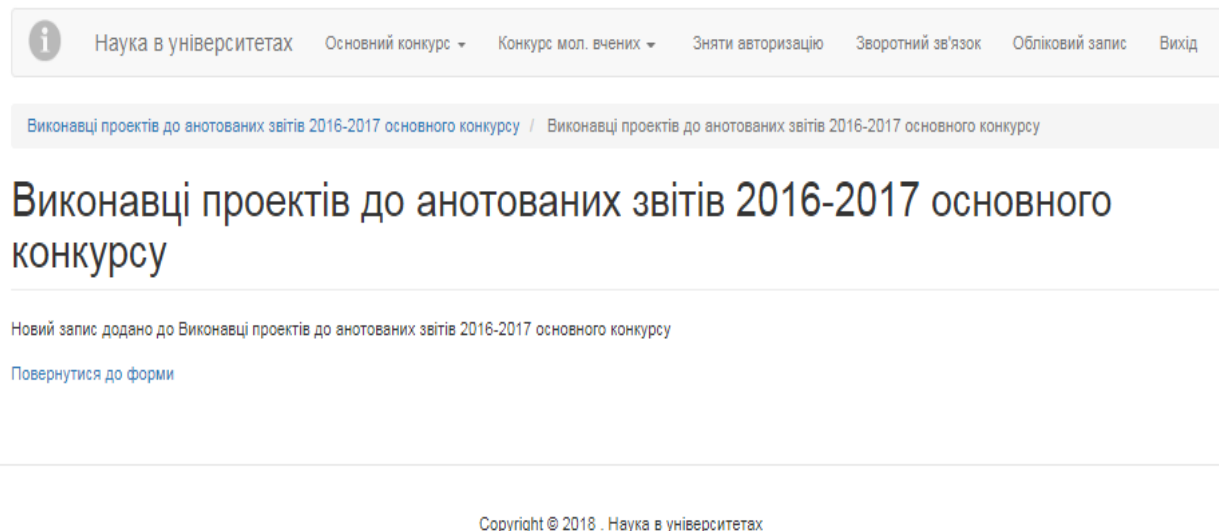 Наука в університетах Основний конкурс Конкурс мол. вчених Зняти авторизацію Зворотний зв'язок Обліковий запис Вихід
Виконавці проектів до анотованих звітів 2016-2017 основного конкурсу / Виконавці проектів до анотованих звітів 2016-2017 основного конкурсу
Виконавці проектів до анотованих звітів 2016-2017 основного
конкурсу
Новий запис додано до Виконавці проектів до анотованих звітів 2016-2017 основного конкурсу
Повернутися до форми
Copyright © 2018 . Наука в університетах